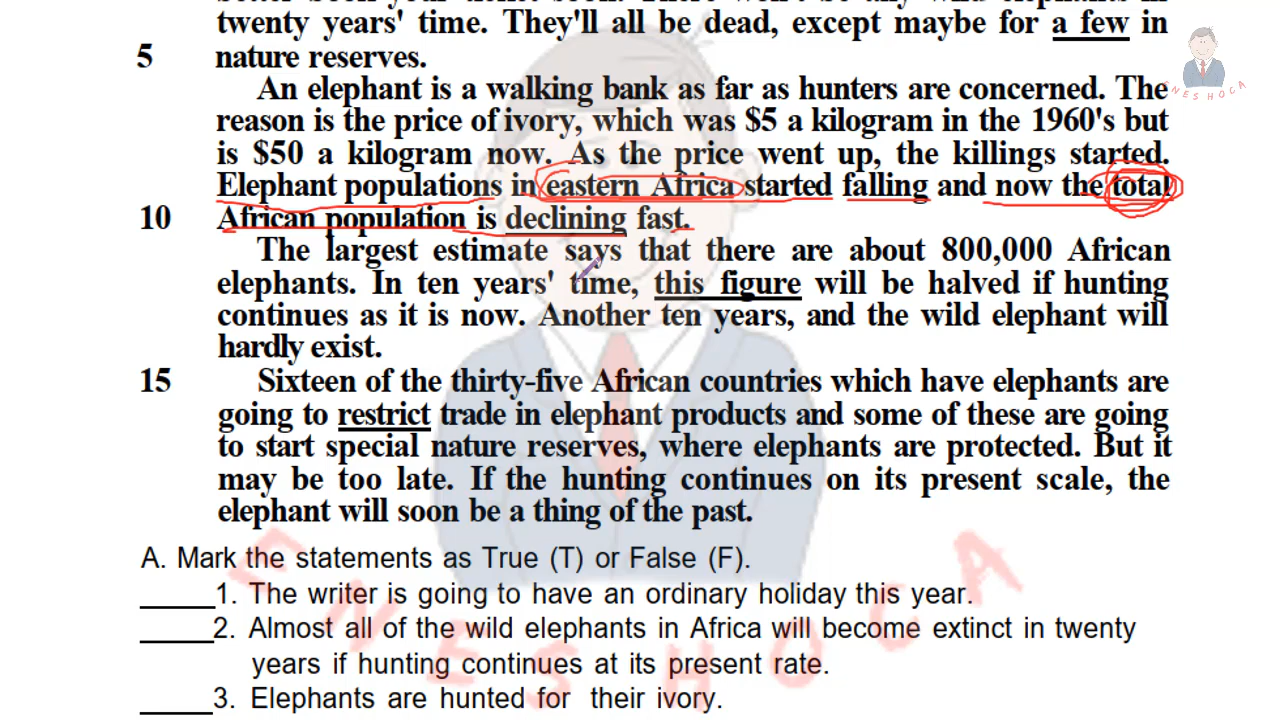 twenty years' time. They'll all be dead, except maybe for a few in
5 nature reserves.
An elephant is a walking bank as far as hunters are concerned. The
reason is the price of ivory, which was $5 a kilogram in the 1960's but
is $50 a kilogram now. As the price went up, the killings started.
Elephant populations in eastern Africa started falling and now the total
10 African population is declining fast.
The largest estimate says that there are about 800,000 African
elephants. In ten years' time, this figure will be halved if hunting
continues as it is now. Another ten years, and the wild elephant will
hardly exist.
15 Sixteen of the thirty-five African countries which have elephants are
going to restrict trade in elephant products and some of these are going
to start special nature reserves, where elephants are protected. But it
may be too late. If the hunting continues on its present scale, the
elephant will soon be a thing of the past.
A. Mark the statements as True (T) or False (F).
_____1. The writer is going to have an ordinary holiday this year.
_____2. Almost all of the wild elephants in Africa will become extinct in twenty
years if hunting continues at its present rate.
_____3. Elephants are hunted for their ivory.
ENES HOCA
ENES HOCA